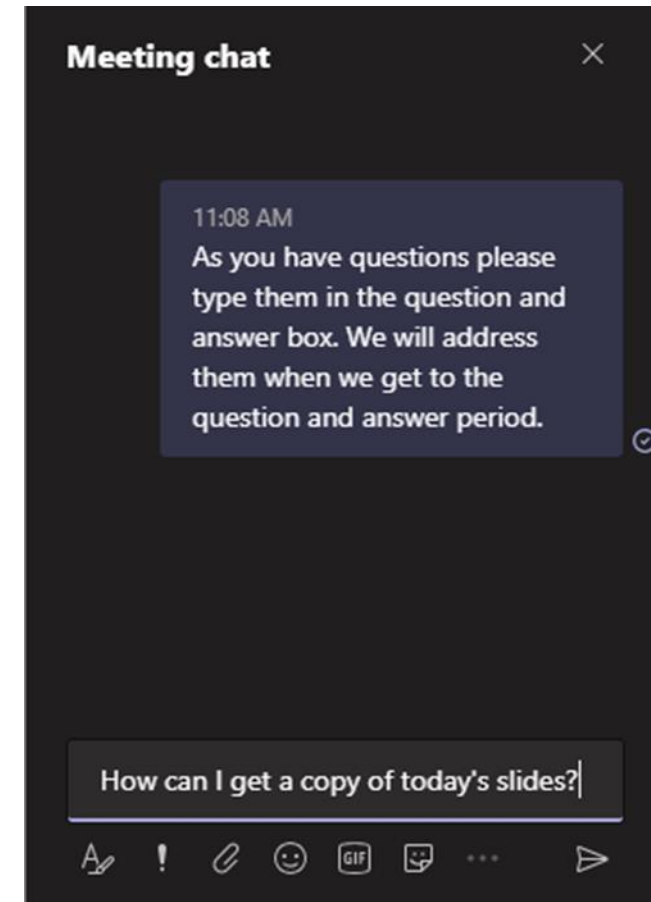 Meeting chat
11:08 AM
As you have questions please
type them in the question and
answer box. We will address
them when we get to the
question and answer period.
How can I get a copy of today's slides?
GIF